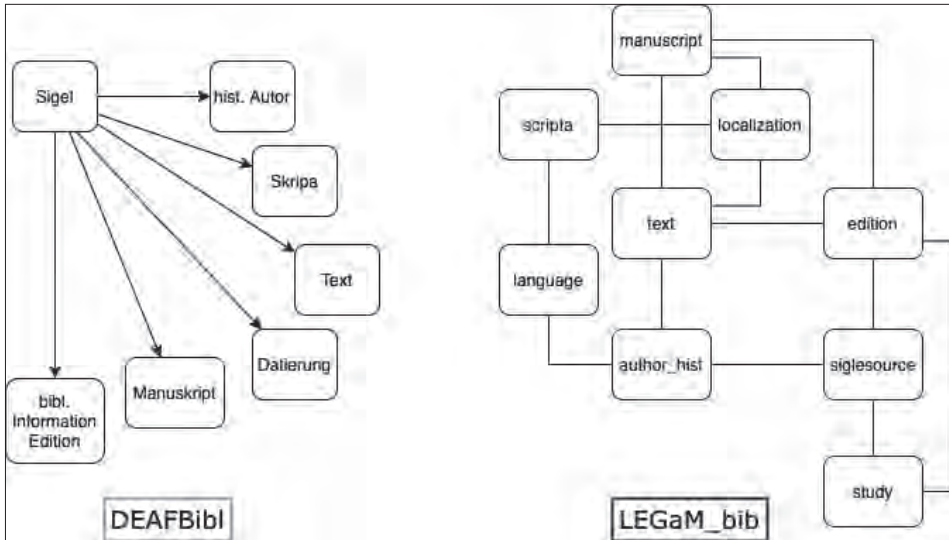 Sigel
hist. Autor
Skripa
Text
Datierung
Manuskript
bibl.
Information
Edition
DEAFBibl
manuscript
scripta
localization
text
edition
language
author_hist
siglesource
study
LEGaM_bib